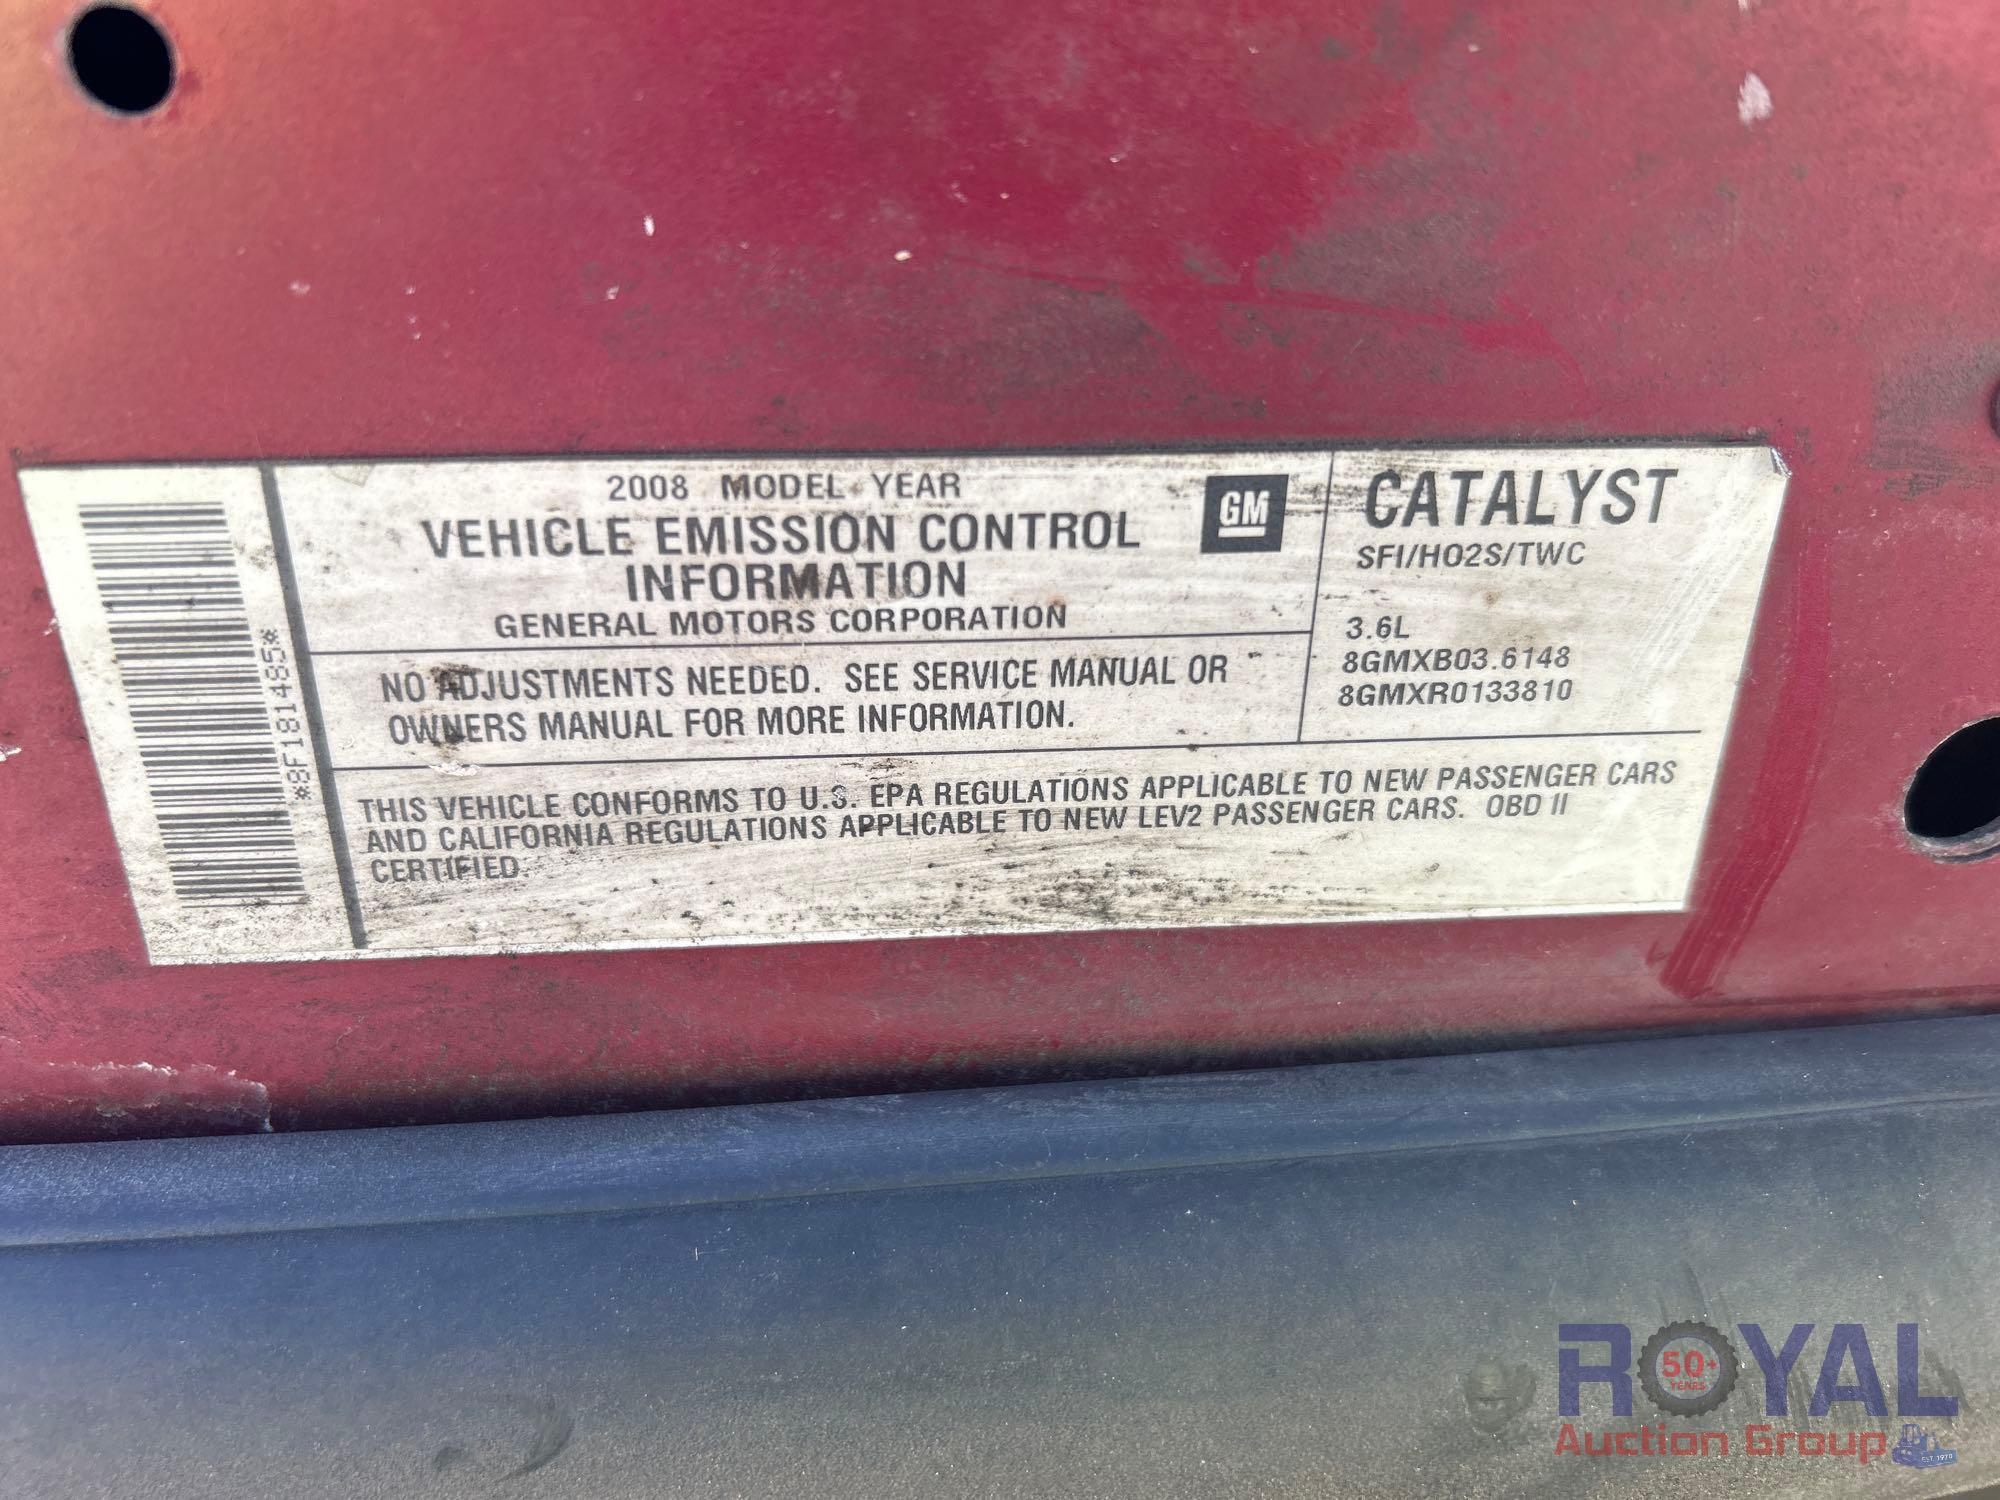 *8F181485*
2008 MODEL YEAR
VEHICLE EMISSION CONTROL
INFORMATION
GENERAL MOTORS CORPORATION
GM
NO ADJUSTMENTS NEEDED. SEE SERVICE MANUAL OR
OWNERS MANUAL FOR MORE INFORMATION.
CATALYST
SFI/HO2S/TWC
3.6L
8GMXB03.6148
8GMXR0133810
THIS VEHICLE CONFORMS TO U.S. EPA REGULATIONS APPLICABLE TO NEW PASSENGER CARS
AND CALIFORNIA REGULATIONS APPLICABLE TO NEW LEV2 PASSENGER CARS. OBD II
CERTIFIED.
ROYAL
50+
YEARS
Auction Group
EST 1970